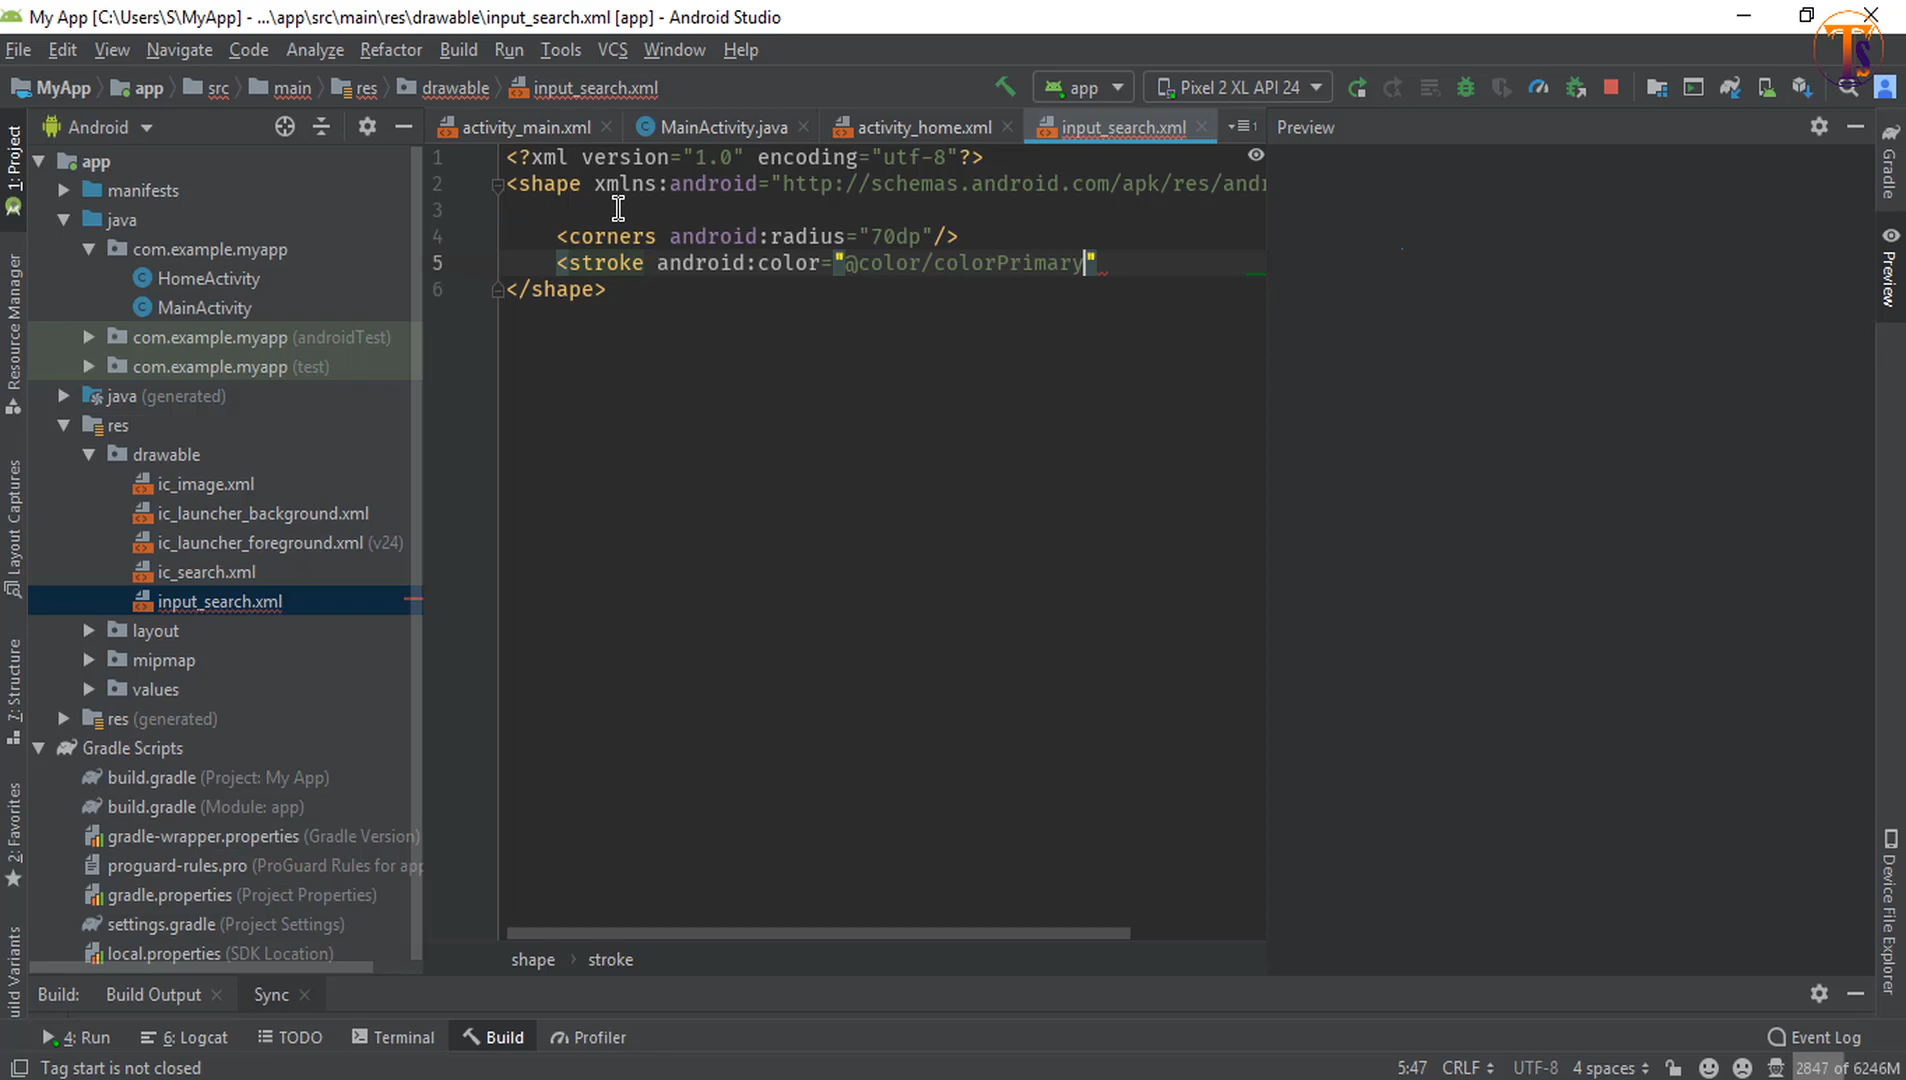 My App [C:\Users\S\MyApp] - ...\app\src\main\res\drawable\input_search.xml [app] - Android Studio
TS
File Edit View Navigate Code Analyze Refactor Build Run Tools VCS Window Help
MyApp app src main res drawable input_search.xml app Pixel 2 XL API 24
Android activity_main.xml MainActivity.java activity_home.xml input_search.xml 1 Preview
1 <?xml version="1.0" encoding="utf-8"?>
2 <shape xmlns:android="http://schemas.android.com/apk/res/andr
3
4 <corners android:radius="70dp"/>
5 <stroke android:color="@color/colorPrimary"
6 </shape>
app
manifests
java
com.example.myapp
HomeActivity
MainActivity
com.example.myapp (androidTest)
com.example.myapp (test)
java (generated)
res
drawable
ic_image.xml
ic_launcher_background.xml
ic_launcher_foreground.xml (v24)
ic_search.xml
input_search.xml
layout
mipmap
values
res (generated)
Gradle Scripts
build.gradle (Project: My App)
build.gradle (Module: app)
gradle-wrapper.properties (Gradle Version)
proguard-rules.pro (ProGuard Rules for app
gradle.properties (Project Properties)
settings.gradle (Project Settings)
local.properties (SDK Location)
1: Project
Resource Manager
Layout Captures
7: Structure
2: Favorites
uild Variants
Gradle
Preview
Device File Explorer
shape stroke
Build: Build Output Sync
4: Run 6: Logcat TODO Terminal Build Profiler Event Log
Tag start is not closed 5:47 CRLF UTF-8 4 spaces 2847 of 6246M